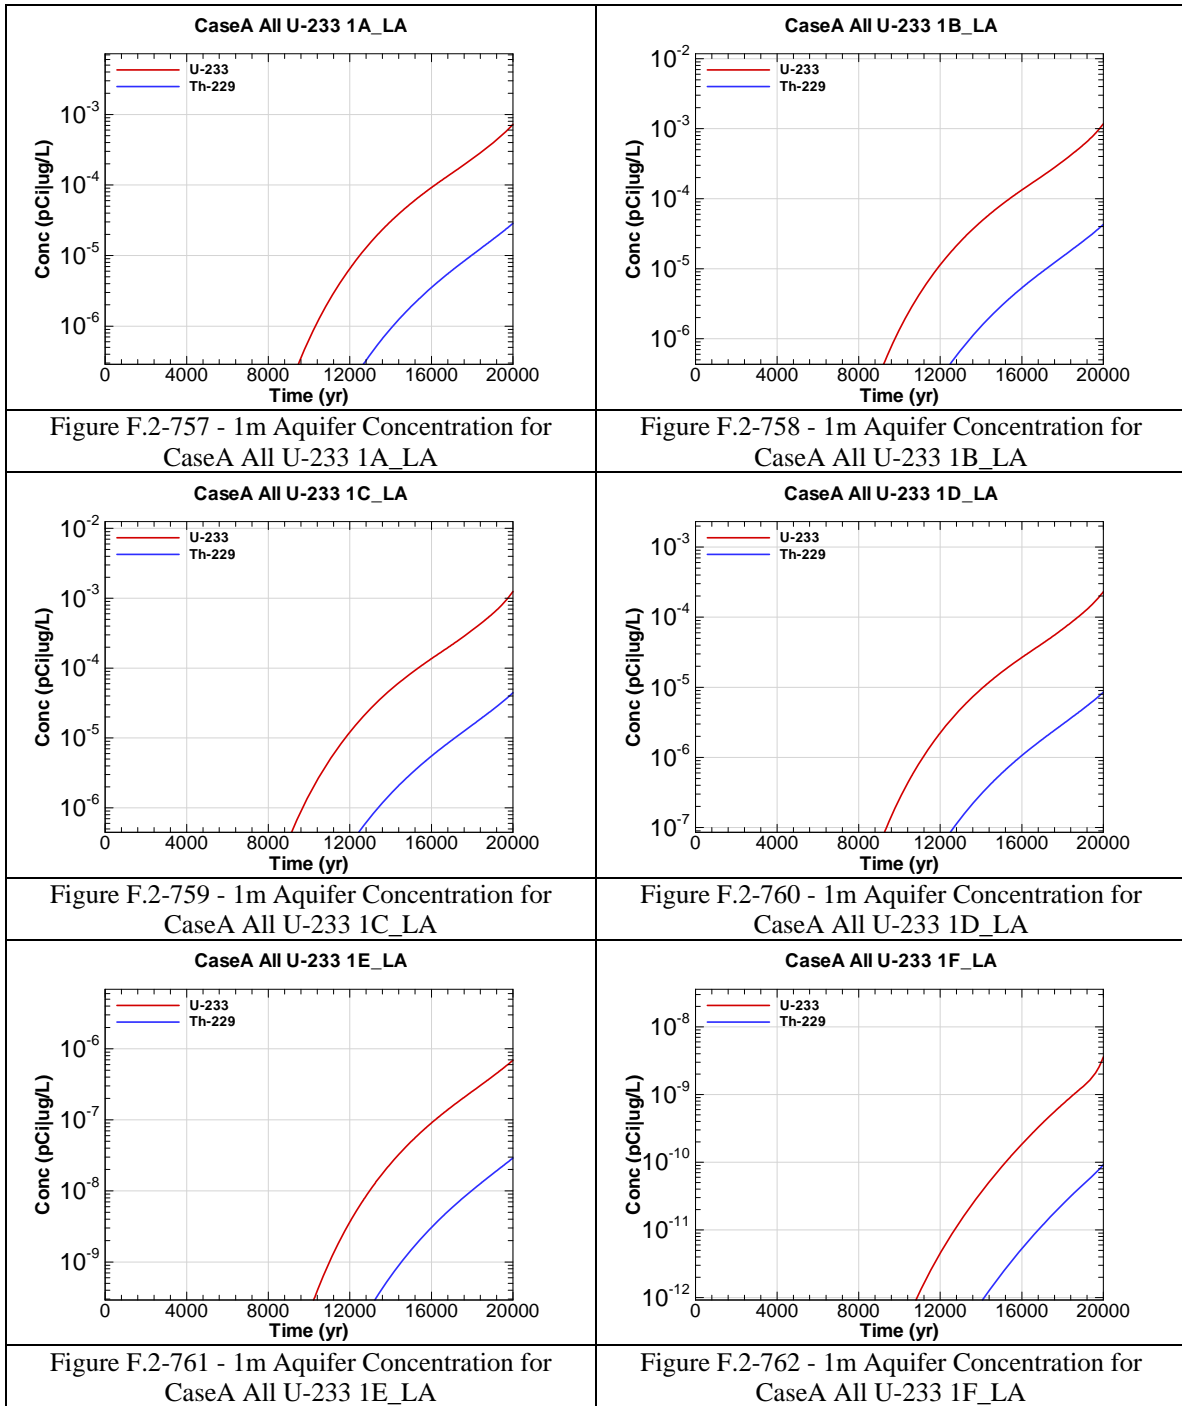 CaseA All U-233 1A_LA
U-233
Th-229
10-3
10-4
10-5
10-6
Conc (pCi|ug/L)
0 4000 8000 12000 16000 20000
Time (yr)
Figure F.2-757 - 1m Aquifer Concentration for
CaseA All U-233 1A_LA
CaseA All U-233 1B_LA
U-233
Th-229
10-2
10-3
10-4
10-5
10-6
Conc (pCi|ug/L)
0 4000 8000 12000 16000 20000
Time (yr)
Figure F.2-758 - 1m Aquifer Concentration for
CaseA All U-233 1B_LA
CaseA All U-233 1C_LA
U-233
Th-229
10-2
10-3
10-4
10-5
10-6
Conc (pCi|ug/L)
0 4000 8000 12000 16000 20000
Time (yr)
Figure F.2-759 - 1m Aquifer Concentration for
CaseA All U-233 1C_LA
CaseA All U-233 1D_LA
U-233
Th-229
10-3
10-4
10-5
10-6
10-7
Conc (pCi|ug/L)
0 4000 8000 12000 16000 20000
Time (yr)
Figure F.2-760 - 1m Aquifer Concentration for
CaseA All U-233 1D_LA
CaseA All U-233 1E_LA
U-233
Th-229
10-6
10-7
10-8
10-9
Conc (pCi|ug/L)
0 4000 8000 12000 16000 20000
Time (yr)
Figure F.2-761 - 1m Aquifer Concentration for
CaseA All U-233 1E_LA
CaseA All U-233 1F_LA
U-233
Th-229
10-8
10-9
10-10
10-11
10-12
Conc (pCi|ug/L)
0 4000 8000 12000 16000 20000
Time (yr)
Figure F.2-762 - 1m Aquifer Concentration for
CaseA All U-233 1F_LA